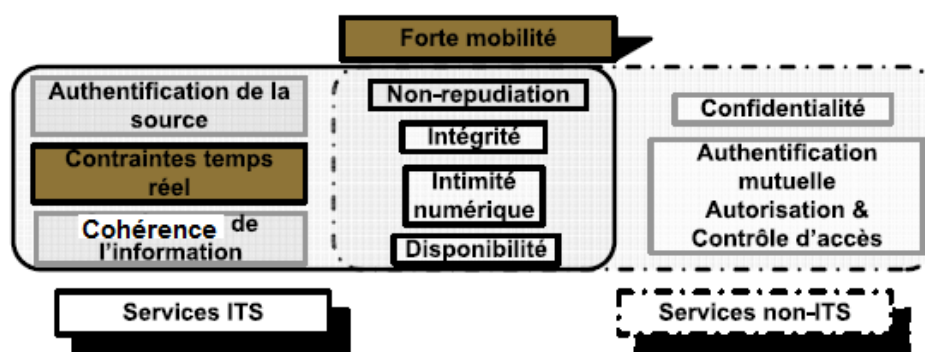 Forte mobilité
Authentification de la
source
Contraintes temps
réel
Cohérence de
l'information
Non-repudiation
Intégrité
Intimité
numérique
Disponibilité
Confidentialité
Authentification
mutuelle
Autorisation &
Contrôle d'accès
Services ITS
Services non-ITS